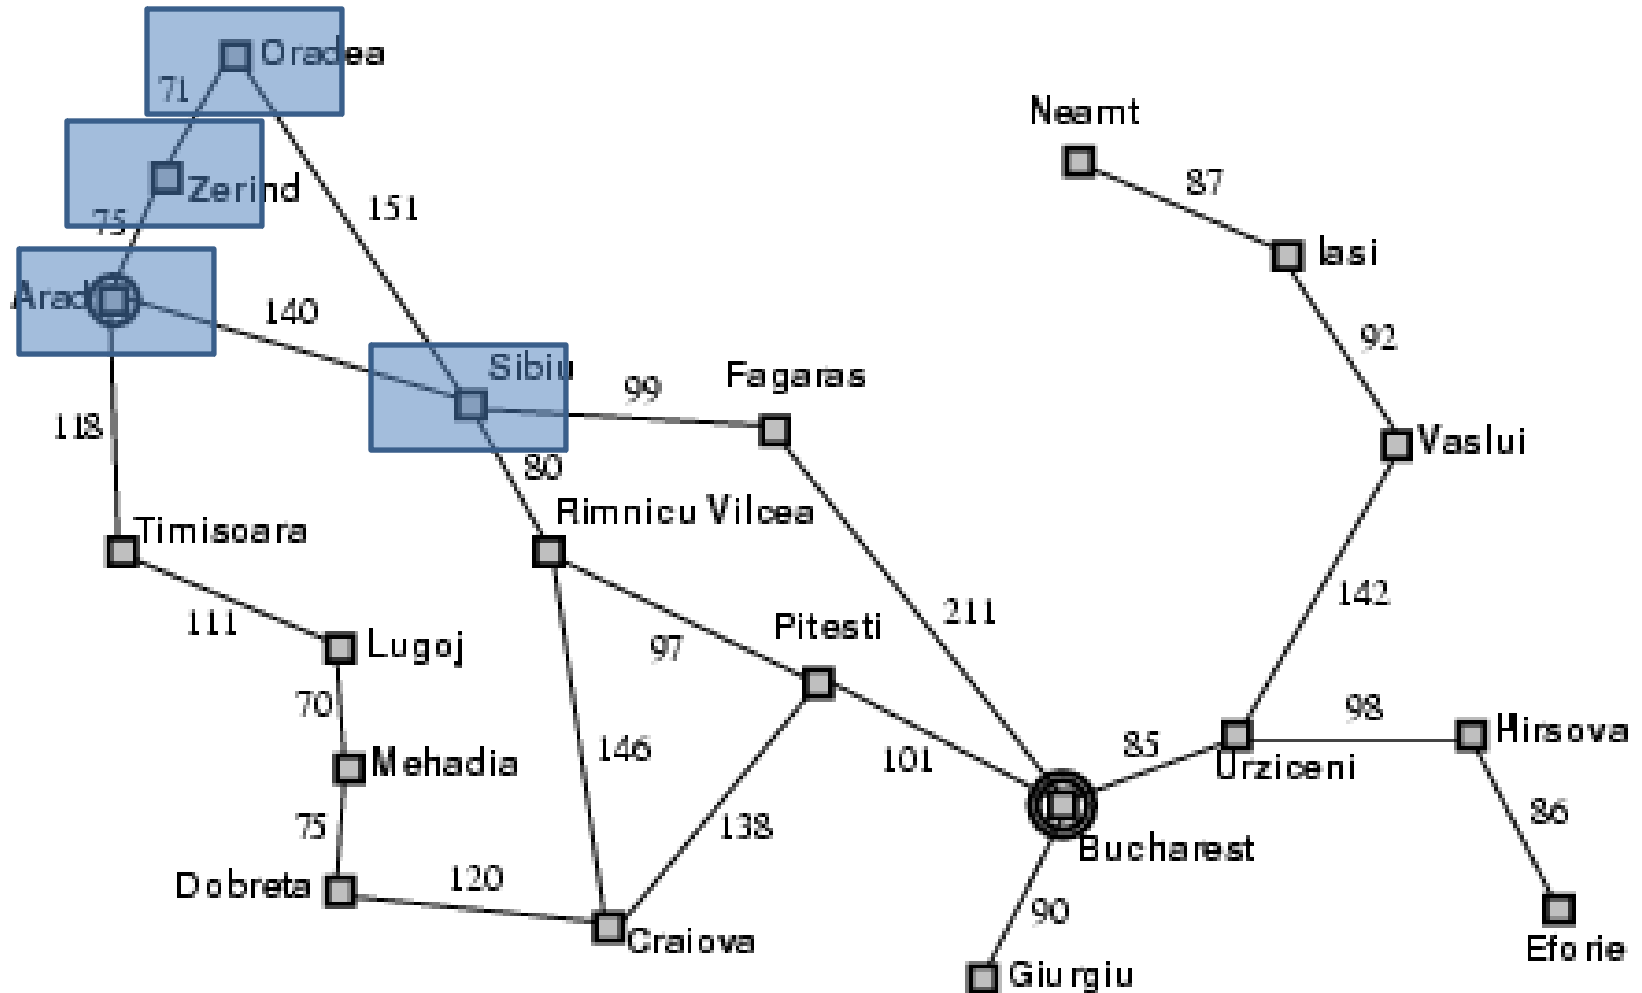 Oradea
71
Neamt
Zerind
87
151
75
Iasi
Arad
140
92
Sibiu
99
Fagaras
118
Vaslui
80
Rimnicu Vilcea
Timisoara
142
111
211
Pitesti
Lugoj
97
70
98
Hirsova
146
85
101
Mehadia
Urziceni
75
138
86
Bucharest
Dobreta
120
90
Craiova
Eforie
Giurgiu